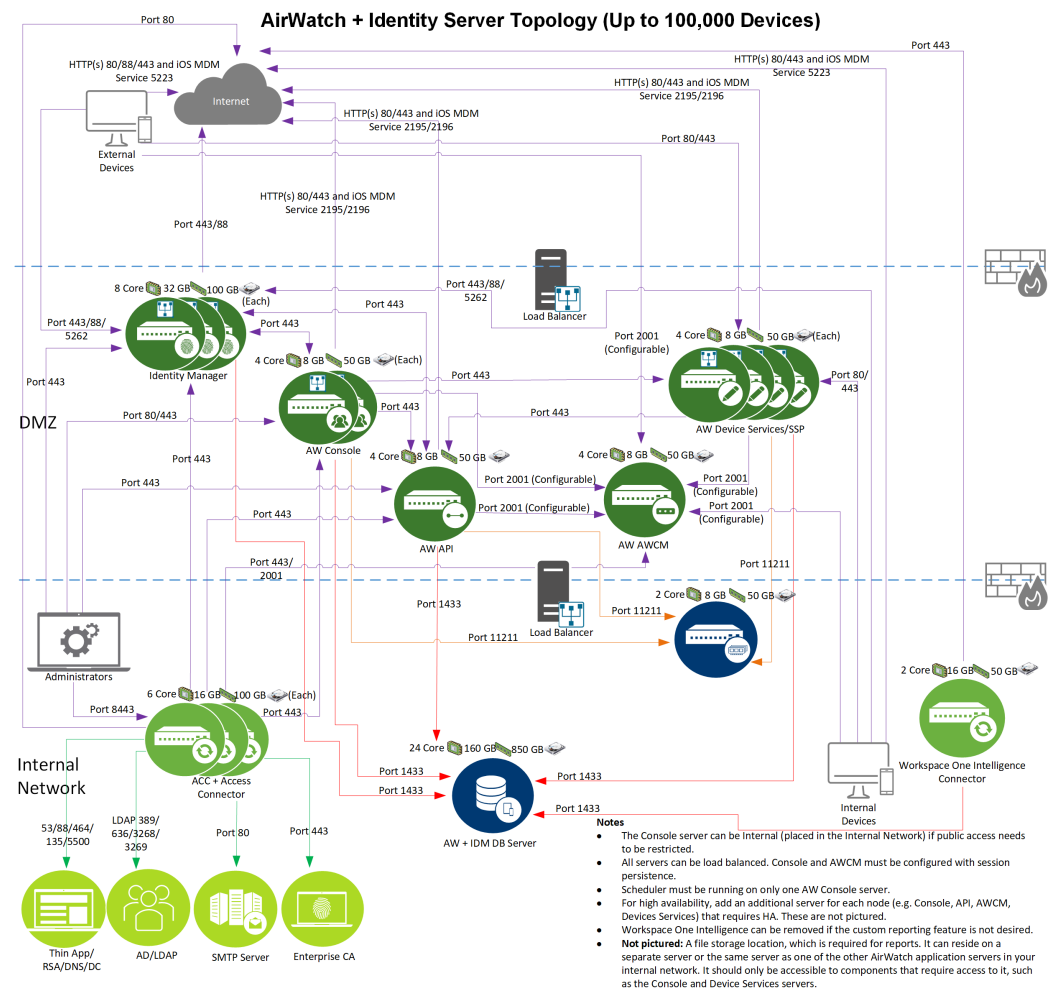 AirWatch + Identity Server Topology (Up to 100,000 Devices)
Port 80
Port 443
HTTP(s) 80/88/443 and iOS MDM
Service 5223
HTTP(s) 80/443 and iOS MDM
Service 5223
HTTP(s) 80/443 and iOS MDM
Service 2195/2196
Internet
HTTP(s) 80/443 and iOS MDM
Service 2195/2196
External
Devices
Port 80/443
HTTP(s) 80/443 and iOS MDM
Service 2195/2196
Port 443/88
8 Core
32 GB
100 GB
(Each)
Port 443
Port 443/88/
5262
Load Balancer
Port 443/88/
5262
Port 443
Port 2001
(Configurable)
4 Core
8 GB
50 GB
(Each)
Identity Manager
4 Core
8 GB
50 GB
(Each)
Port 443
Port 443
Port 80/
443
DMZ
Port 80/443
Port 443
Port 443
AW Device Services/SSP
AW Console
Port 443
4 Core
8 GB
50 GB
4 Core
8 GB
50 GB
Port 443
Port 2001 (Configurable)
Port 2001
(Configurable)
Port 443
Port 2001 (Configurable)
Port 2001
(Configurable)
AW API
AW AWCM
Port 443/
2001
Port 11211
Port 1433
2 Core
8 GB
50 GB
Port 11211
Load Balancer
Port 11211
Administrators
6 Core
16 GB
100 GB
(Each)
2 Core
16 GB
50 GB
Port 8443
Port 443
24 Core
160 GB
850 GB
Internal
Network
ACC + Access
Connector
Port 1433
Port 1433
Port 1433
Port 1433
Workspace One Intelligence
Connector
Internal
Devices
53/88/464/
135/5500
LDAP 389/
636/3268/
3269
Port 80
Port 443
AW + IDM DB Server
Thin App/
RSA/DNS/DC
AD/LDAP
SMTP Server
Enterprise CA
Notes
• The Console server can be Internal (placed in the Internal Network) if public access needs
to be restricted.
• All servers can be load balanced. Console and AWCM must be configured with session
persistence.
• Scheduler must be running on only one AW Console server.
• For high availability, add an additional server for each node (e.g. Console, API, AWCM,
Devices Services) that requires HA. These are not pictured.
• Workspace One Intelligence can be removed if the custom reporting feature is not desired.
• Not pictured: A file storage location, which is required for reports. It can reside on a
separate server or the same server as one of the other AirWatch application servers in your
internal network. It should only be accessible to components that require access to it, such
as the Console and Device Services servers.